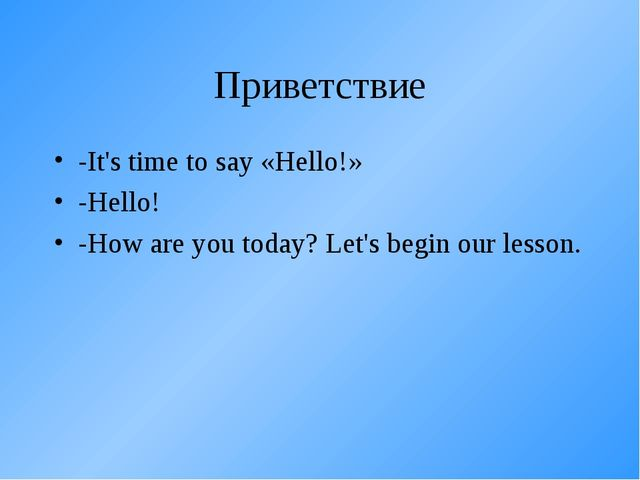 Приветствие
• -It's time to say «Hello!»
• -Hello!
• -How are you today? Let's begin our lesson.